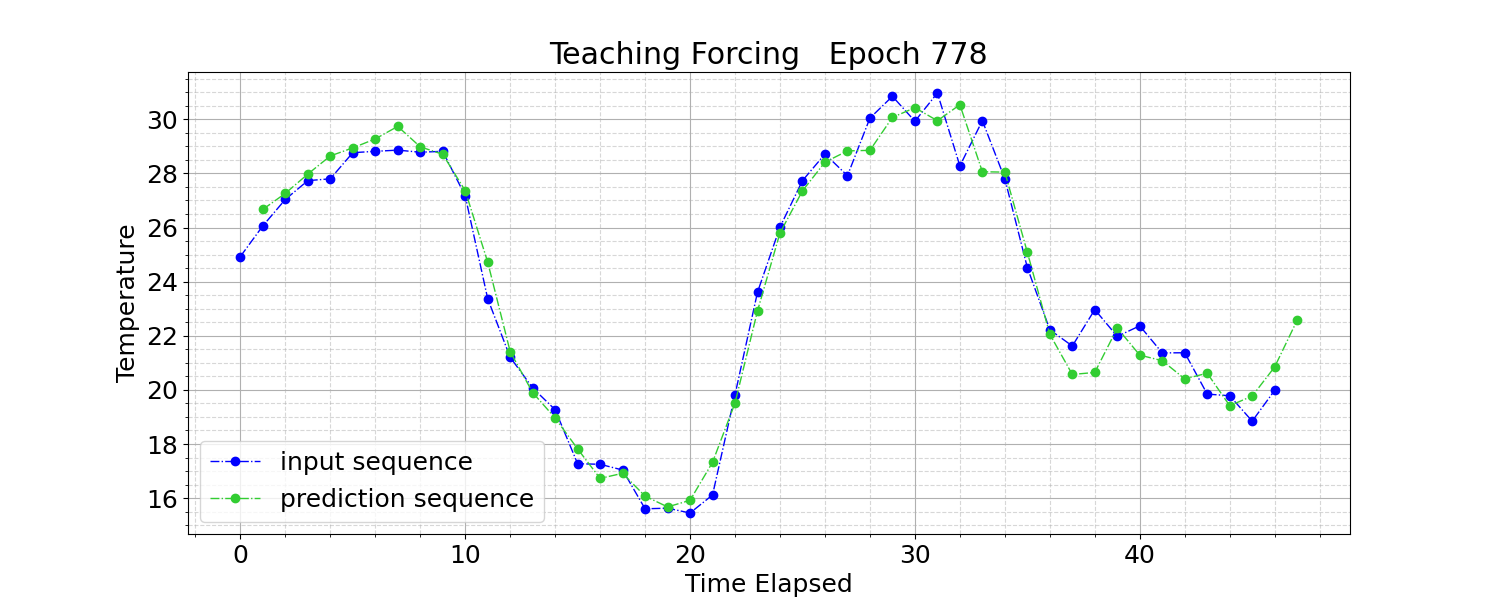 Teaching Forcing   Epoch 778
Temperature
30
28
26
24
22
20
18
16
input sequence
prediction sequence
0 10 20 30 40
Time Elapsed